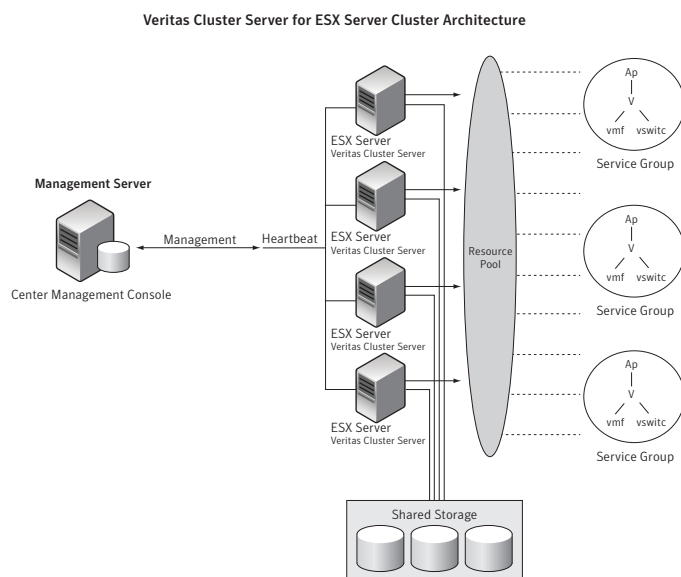 Veritas Cluster Server for ESX Server Cluster Architecture
Management Server
Center Management Console
Management
Heartbeat
ESX Server
Veritas Cluster Server
ESX Server
Veritas Cluster Server
ESX Server
Veritas Cluster Server
ESX Server
Veritas Cluster Server
Resource
Pool
Ap
V
vmf vswitc
Service Group
Ap
V
vmf vswitc
Service Group
Ap
V
vmf vswitc
Service Group
Shared Storage